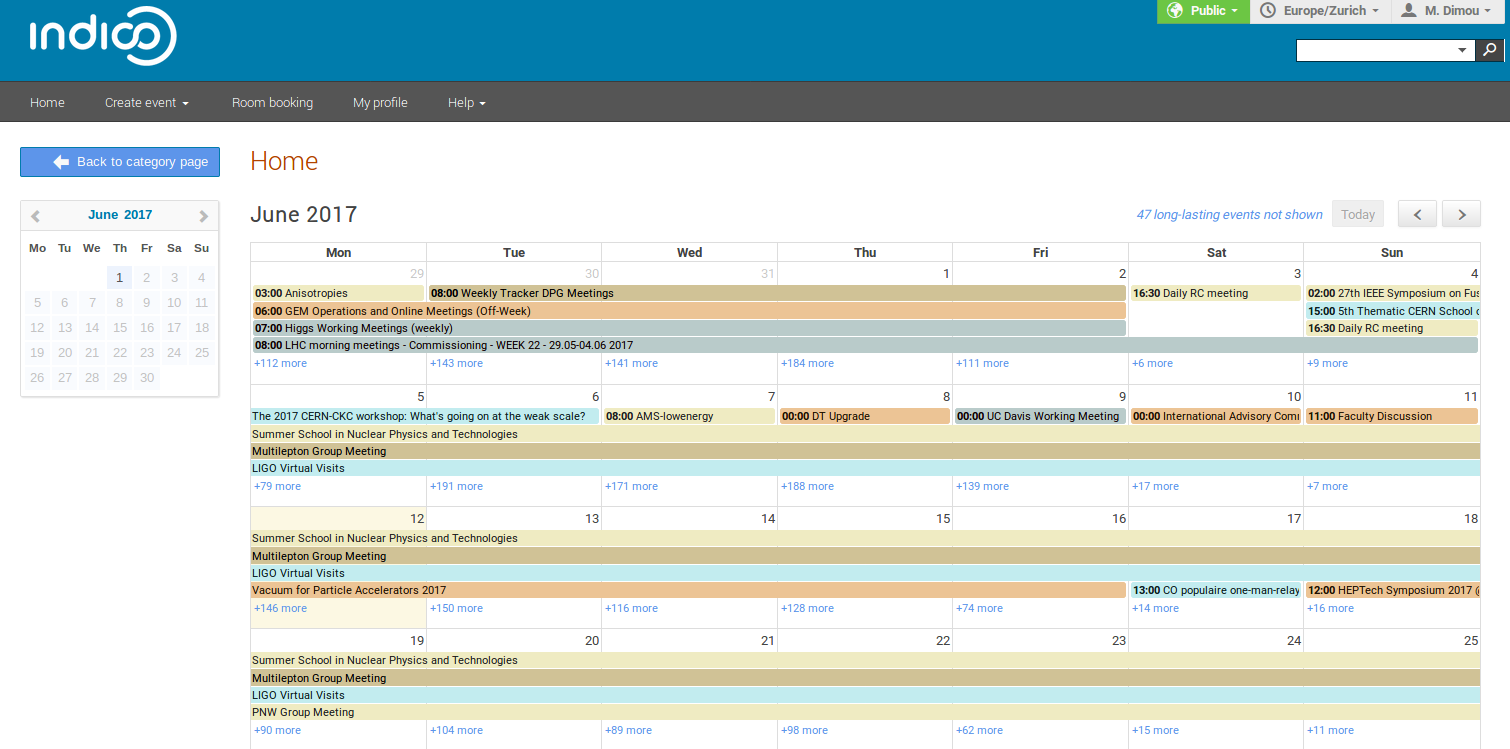 indico
Public
Europe/Zurich
M. Dimou
Home
Create event
Room booking
My profile
Help
Back to category page
Home
June 2017
Mo Tu We Th Fr Sa Su
1 2 3 4
5 6 7 8 9 10 11
12 13 14 15 16 17 18
19 20 21 22 23 24 25
26 27 28 29 30
June 2017
47 long-lasting events not shown
Today
Mon Tue Wed Thu Fri Sat Sun
29 30 31 1 2 3 4
03:00 Anisotropies
08:00 Weekly Tracker DPG Meetings
16:30 Daily RC meeting
02:00 27th IEEE Symposium on Fus
06:00 GEM Operations and Online Meetings (Off-Week)
15:00 5th Thematic CERN School
07:00 Higgs Working Meetings (weekly)
16:30 Daily RC meeting
08:00 LHC morning meetings - Commissioning - WEEK 22 - 29.05-04.06 2017
+112 more +143 more +141 more +184 more +111 more +6 more +9 more
5 6 7 8 9 10 11
The 2017 CERN-CKC workshop: What's going on at the weak scale?
08:00 AMS-lowenergy
00:00 DT Upgrade
00:00 UC Davis Working Meeting
00:00 International Advisory Comm
11:00 Faculty Discussion
Summer School in Nuclear Physics and Technologies
Multilepton Group Meeting
LIGO Virtual Visits
+79 more +191 more +171 more +188 more +139 more +17 more +7 more
12 13 14 15 16 17 18
Summer School in Nuclear Physics and Technologies
Multilepton Group Meeting
LIGO Virtual Visits
Vacuum for Particle Accelerators 2017
13:00 CO populaire one-man-relay
12:00 HEPTech Symposium 2017 @
+146 more +150 more +116 more +128 more +74 more +14 more +16 more
19 20 21 22 23 24 25
Summer School in Nuclear Physics and Technologies
Multilepton Group Meeting
LIGO Virtual Visits
PNW Group Meeting
+90 more +104 more +89 more +98 more +62 more +15 more +11 more